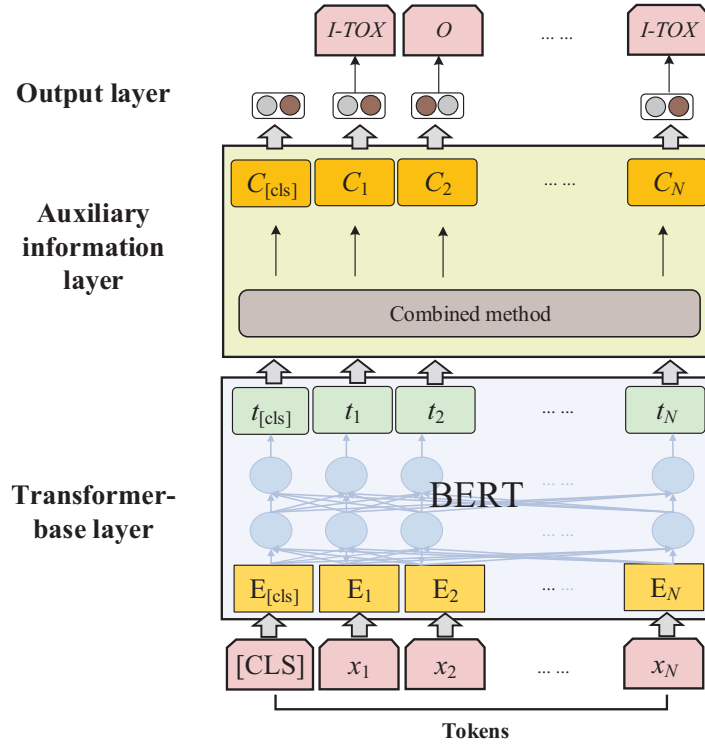 I-TOX O ... ... I-TOX
Output layer
C[cls] C1 C2 ... ... CN
Auxiliary
information
layer
Combined method
t[cls] t1 t2 ... ... tN
... ...
BERT
Transformer-
base layer
... ...
E[cls] E1 E2 ... ... EN
[CLS] x1 x2 ... ... xN
Tokens